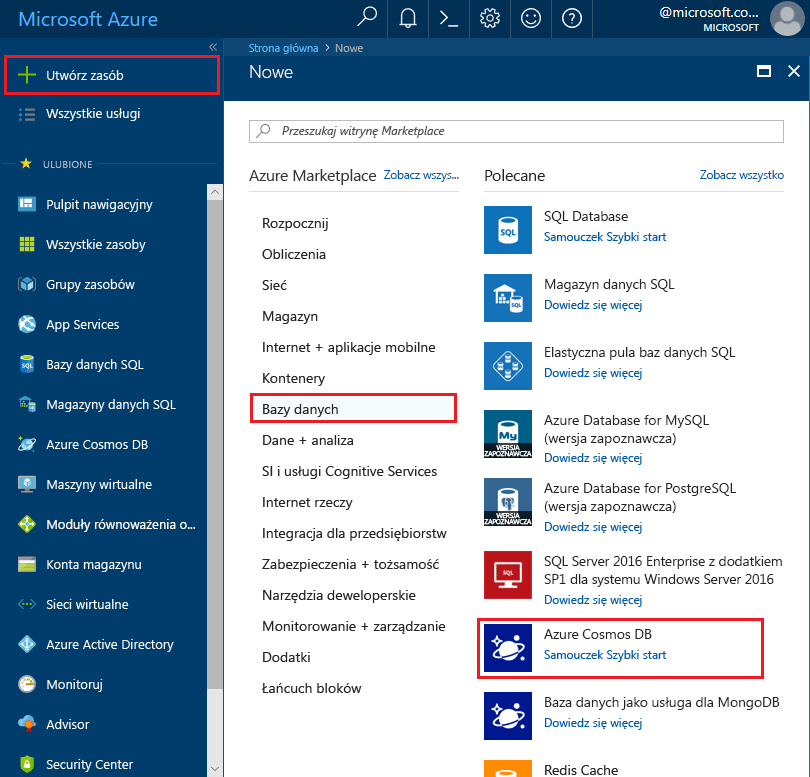 Microsoft Azure
@microsoft.co...
MICROSOFT
Strona główna > Nowe
Nowe
Utwórz zasób
Wszystkie usługi
ULUBIONE
Pulpit nawigacyjny
Wszystkie zasoby
Grupy zasobów
App Services
Bazy danych SQL
Magazyny danych SQL
Azure Cosmos DB
Maszyny wirtualne
Moduły równoważenia o...
Konta magazynu
Sieci wirtualne
Azure Active Directory
Monitoruj
Advisor
Security Center
Przeszukaj witrynę Marketplace
Azure Marketplace Zobacz wszys...
Rozpocznij
Obliczenia
Sieć
Magazyn
Internet + aplikacje mobilne
Kontenery
Bazy danych
Dane + analiza
SI i usługi Cognitive Services
Internet rzeczy
Integracja dla przedsiębiorstw
Zabezpieczenia + tożsamość
Narzędzia deweloperskie
Monitorowanie + zarządzanie
Dodatki
Łańcuch bloków
Polecane Zobacz wszystko
SQL
SQL Database
Samouczek Szybki start
SQL
Magazyn danych SQL
Dowiedz się więcej
Elastyczna pula baz danych SQL
Dowiedz się więcej
My
WERSJA
ZAPOZNAWCZA
Azure Database for MySQL
(wersja zapoznawcza)
Dowiedz się więcej
WERSJA
ZAPOZNAWCZA
Azure Database for PostgreSQL
(wersja zapoznawcza)
Dowiedz się więcej
SQL
SQL Server 2016 Enterprise z dodatkiem
SP1 dla systemu Windows Server 2016
Dowiedz się więcej
Azure Cosmos DB
Samouczek Szybki start
Baza danych jako usługa dla MongoDB
Dowiedz się więcej
Redis Cache